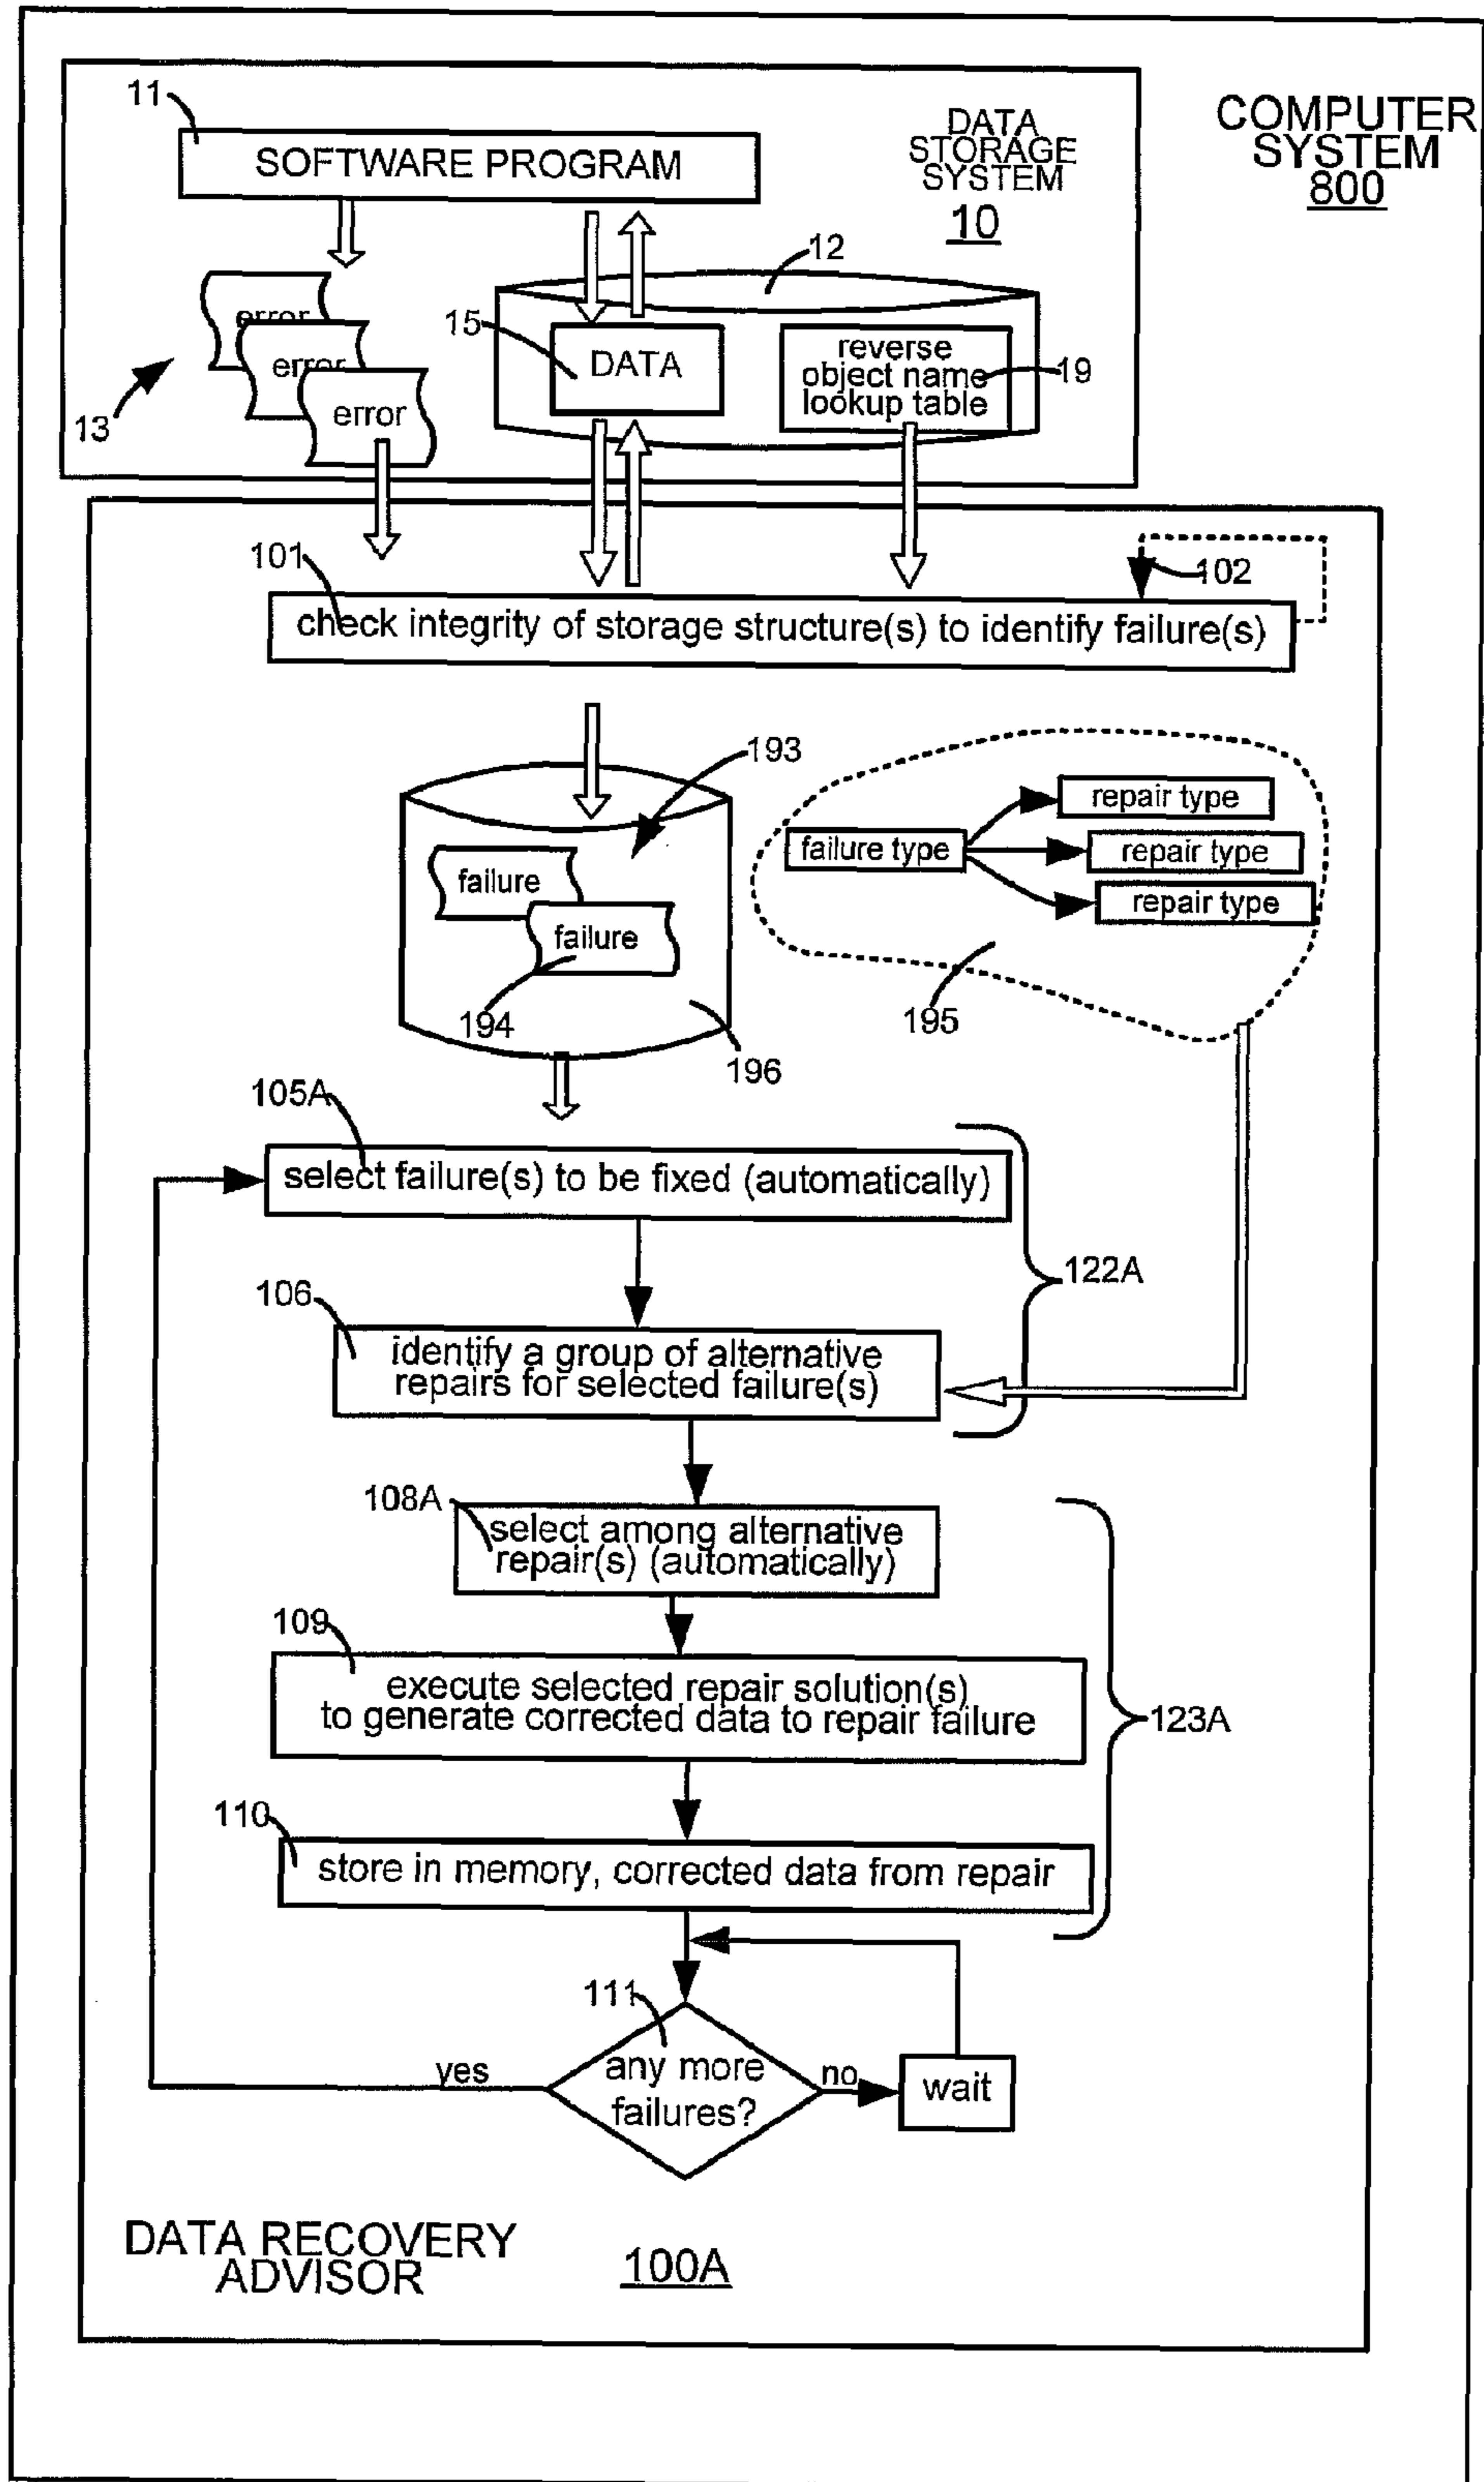 COMPUTER
SYSTEM
800
DATA
STORAGE
SYSTEM
10
11
SOFTWARE PROGRAM
12
error
error
error
13
15
DATA
reverse
object name
lookup table
19
101
102
check integrity of storage structure(s) to identify failure(s)
193
failure
failure
194
196
failure type
repair type
repair type
repair type
195
105A
select failure(s) to be fixed (automatically)
122A
106
identify a group of alternative
repairs for selected failure(s)
108A
select among alternative
repair(s) (automatically)
109
execute selected repair solution(s)
to generate corrected data to repair failure
123A
110
store in memory, corrected data from repair
111
any more
failures?
yes
no
wait
DATA RECOVERY
ADVISOR
100A